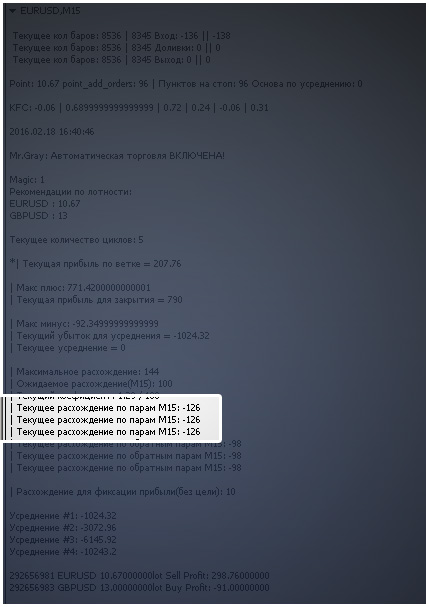 ▼ EURUSD,M15
Текущее кол баров: 8536 | 8345 Вход: -136 || -138
Текущее кол баров: 8536 | 8345 Доливки: 0 || 0
Текущее кол баров: 8536 | 8345 Выход: 0 || 0
Point: 10.67 point_add_orders: 96 | Пунктов на стоп: 96 Основа по усреднению: 0
KFC: -0.06 | 0.6899999999999999 | 0.72 | 0.24 | -0.06 | 0.31
2016.02.18 16:40:46
Mr.Gray: Автоматическая торговля ВКЛЮЧЕНА!
Magic: 1
Рекомендации по лотности:
EURUSD : 10.67
GBPUSD : 13
Текущее количество циклов: 5
*| Текущая прибыль по ветке = 207.76
| Макс плюс: 771.4200000000001
| Текущая прибыль для закрытия = 790
| Макс минус: -92.34999999999999
| Текущий убыток для усреднения = -1024.32
| Текущее усреднение = 0
| Максимальное расхождение: 144
| Ожидаемое расхождение(M15): 100
| Текущее расхождение по парам M15: -126
| Текущее расхождение по парам M15: -126
| Текущее расхождение по парам M15: -126
| Текущее расхождение по обратным парам M15: -98
| Текущее расхождение по обратным парам M15: -98
| Текущее расхождение по обратным парам M15: -98
| Расхождение для фиксации прибыли(без цели): 10
Усреднение #1: -1024.32
Усреднение #2: -3072.96
Усреднение #3: -6145.92
Усреднение #4: -10243.2
292656981 EURUSD 10.67000000lot Sell Profit: 298.76000000
292656983 GBPUSD 13.00000000lot Buy Profit: -91.00000000